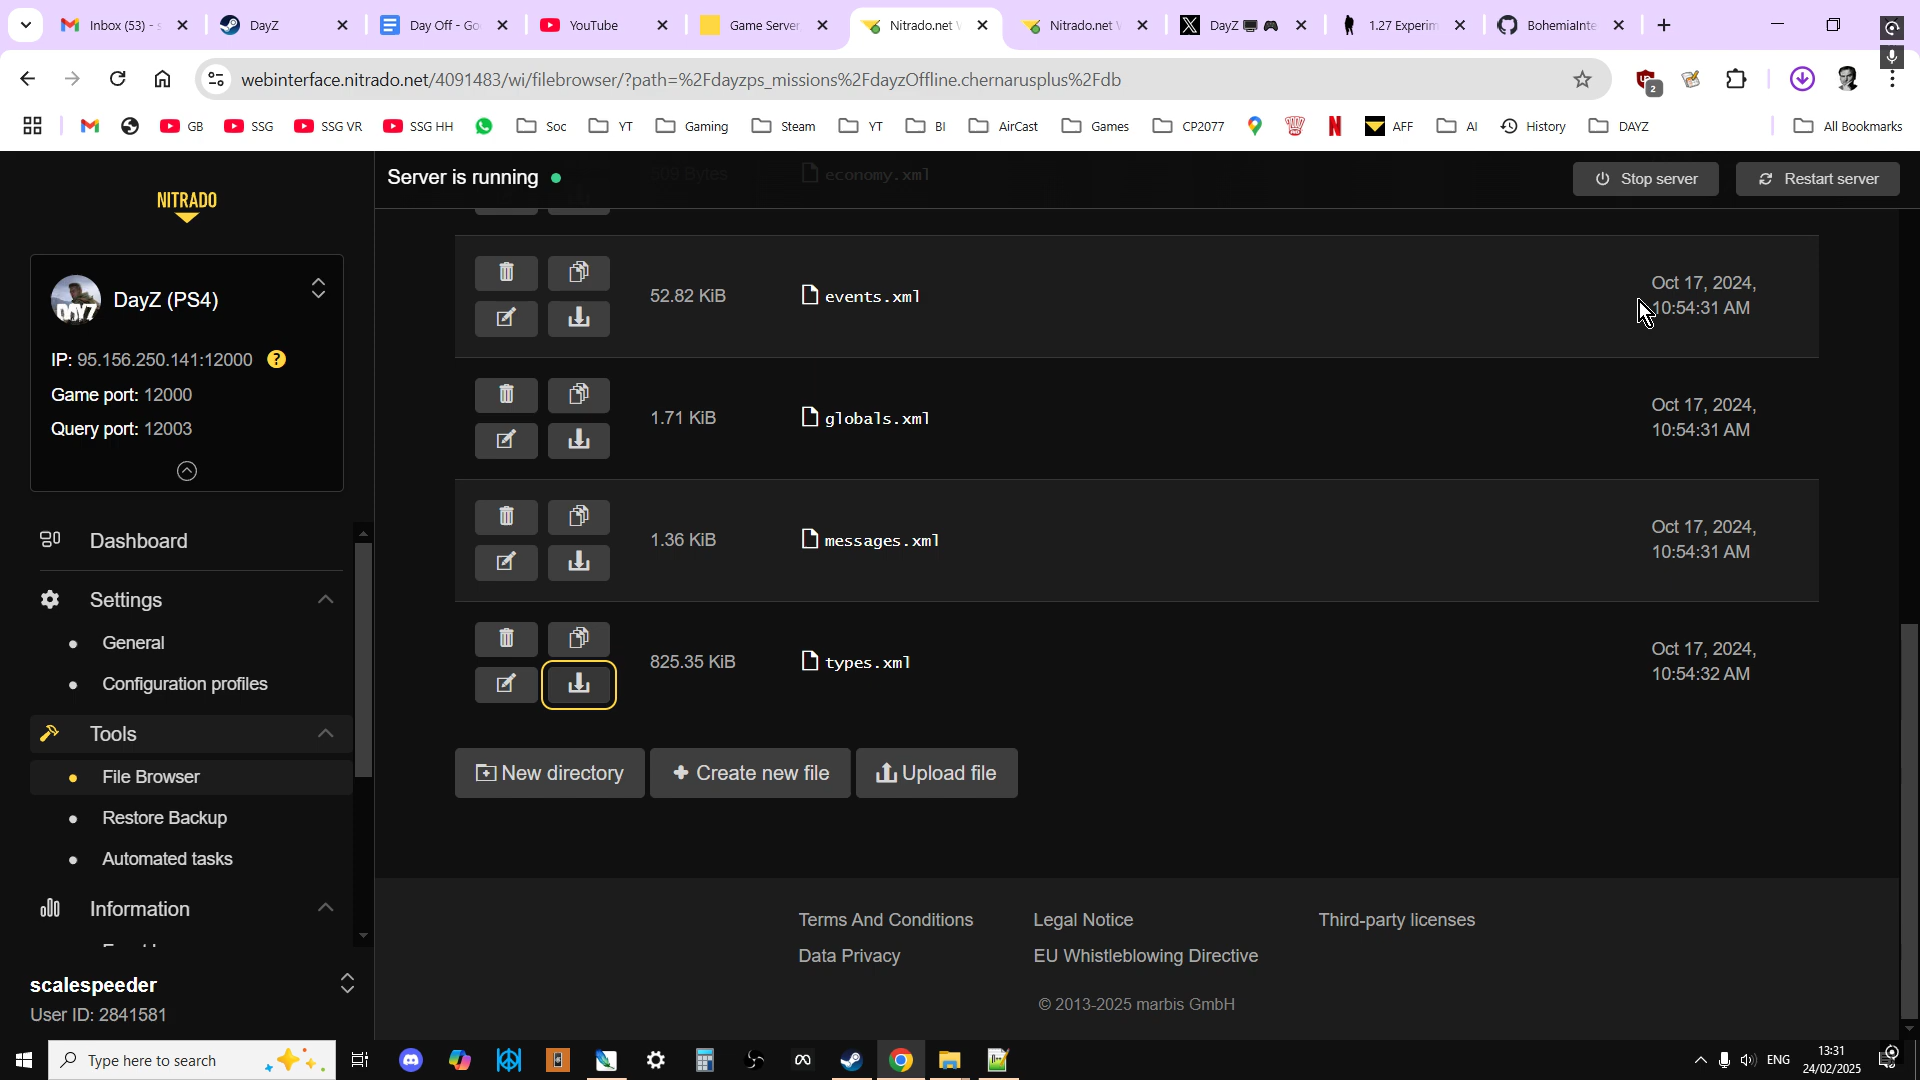 Inbox (53) - s
DayZ
Day Off - Go
YouTube
Game Server
Nitrado.net
Nitrado.net
DayZ
1.27 Experim
BohemiaInte
webinterface.nitrado.net/4091483/wi/filebrowser/?path=%2Fdayzps_missions%2FdayzOffline.chernarusplus%2Fdb
2
GB
SSG
SSG VR
SSG HH
Soc
YT
Gaming
Steam
YT
BI
AirCast
Games
CP2077
AFF
AI
History
DAYZ
All Bookmarks
NITRADO
Server is running
economy.xml
Stop server
Restart server
DayZ (PS4)
IP: 95.156.250.141:12000 ?
Game port: 12000
Query port: 12003
52.82 KiB
events.xml
Oct 17, 2024,
10:54:31 AM
1.71 KiB
globals.xml
Oct 17, 2024,
10:54:31 AM
1.36 KiB
messages.xml
Oct 17, 2024,
10:54:31 AM
825.35 KiB
types.xml
Oct 17, 2024,
10:54:32 AM
Dashboard
Settings
General
Configuration profiles
Tools
File Browser
Restore Backup
Automated tasks
Information
New directory
Create new file
Upload file
Terms And Conditions
Legal Notice
Third-party licenses
Data Privacy
EU Whistleblowing Directive
© 2013-2025 marbis GmbH
scalespeeder
User ID: 2841581
Type here to search
ENG
13:31
24/02/2025